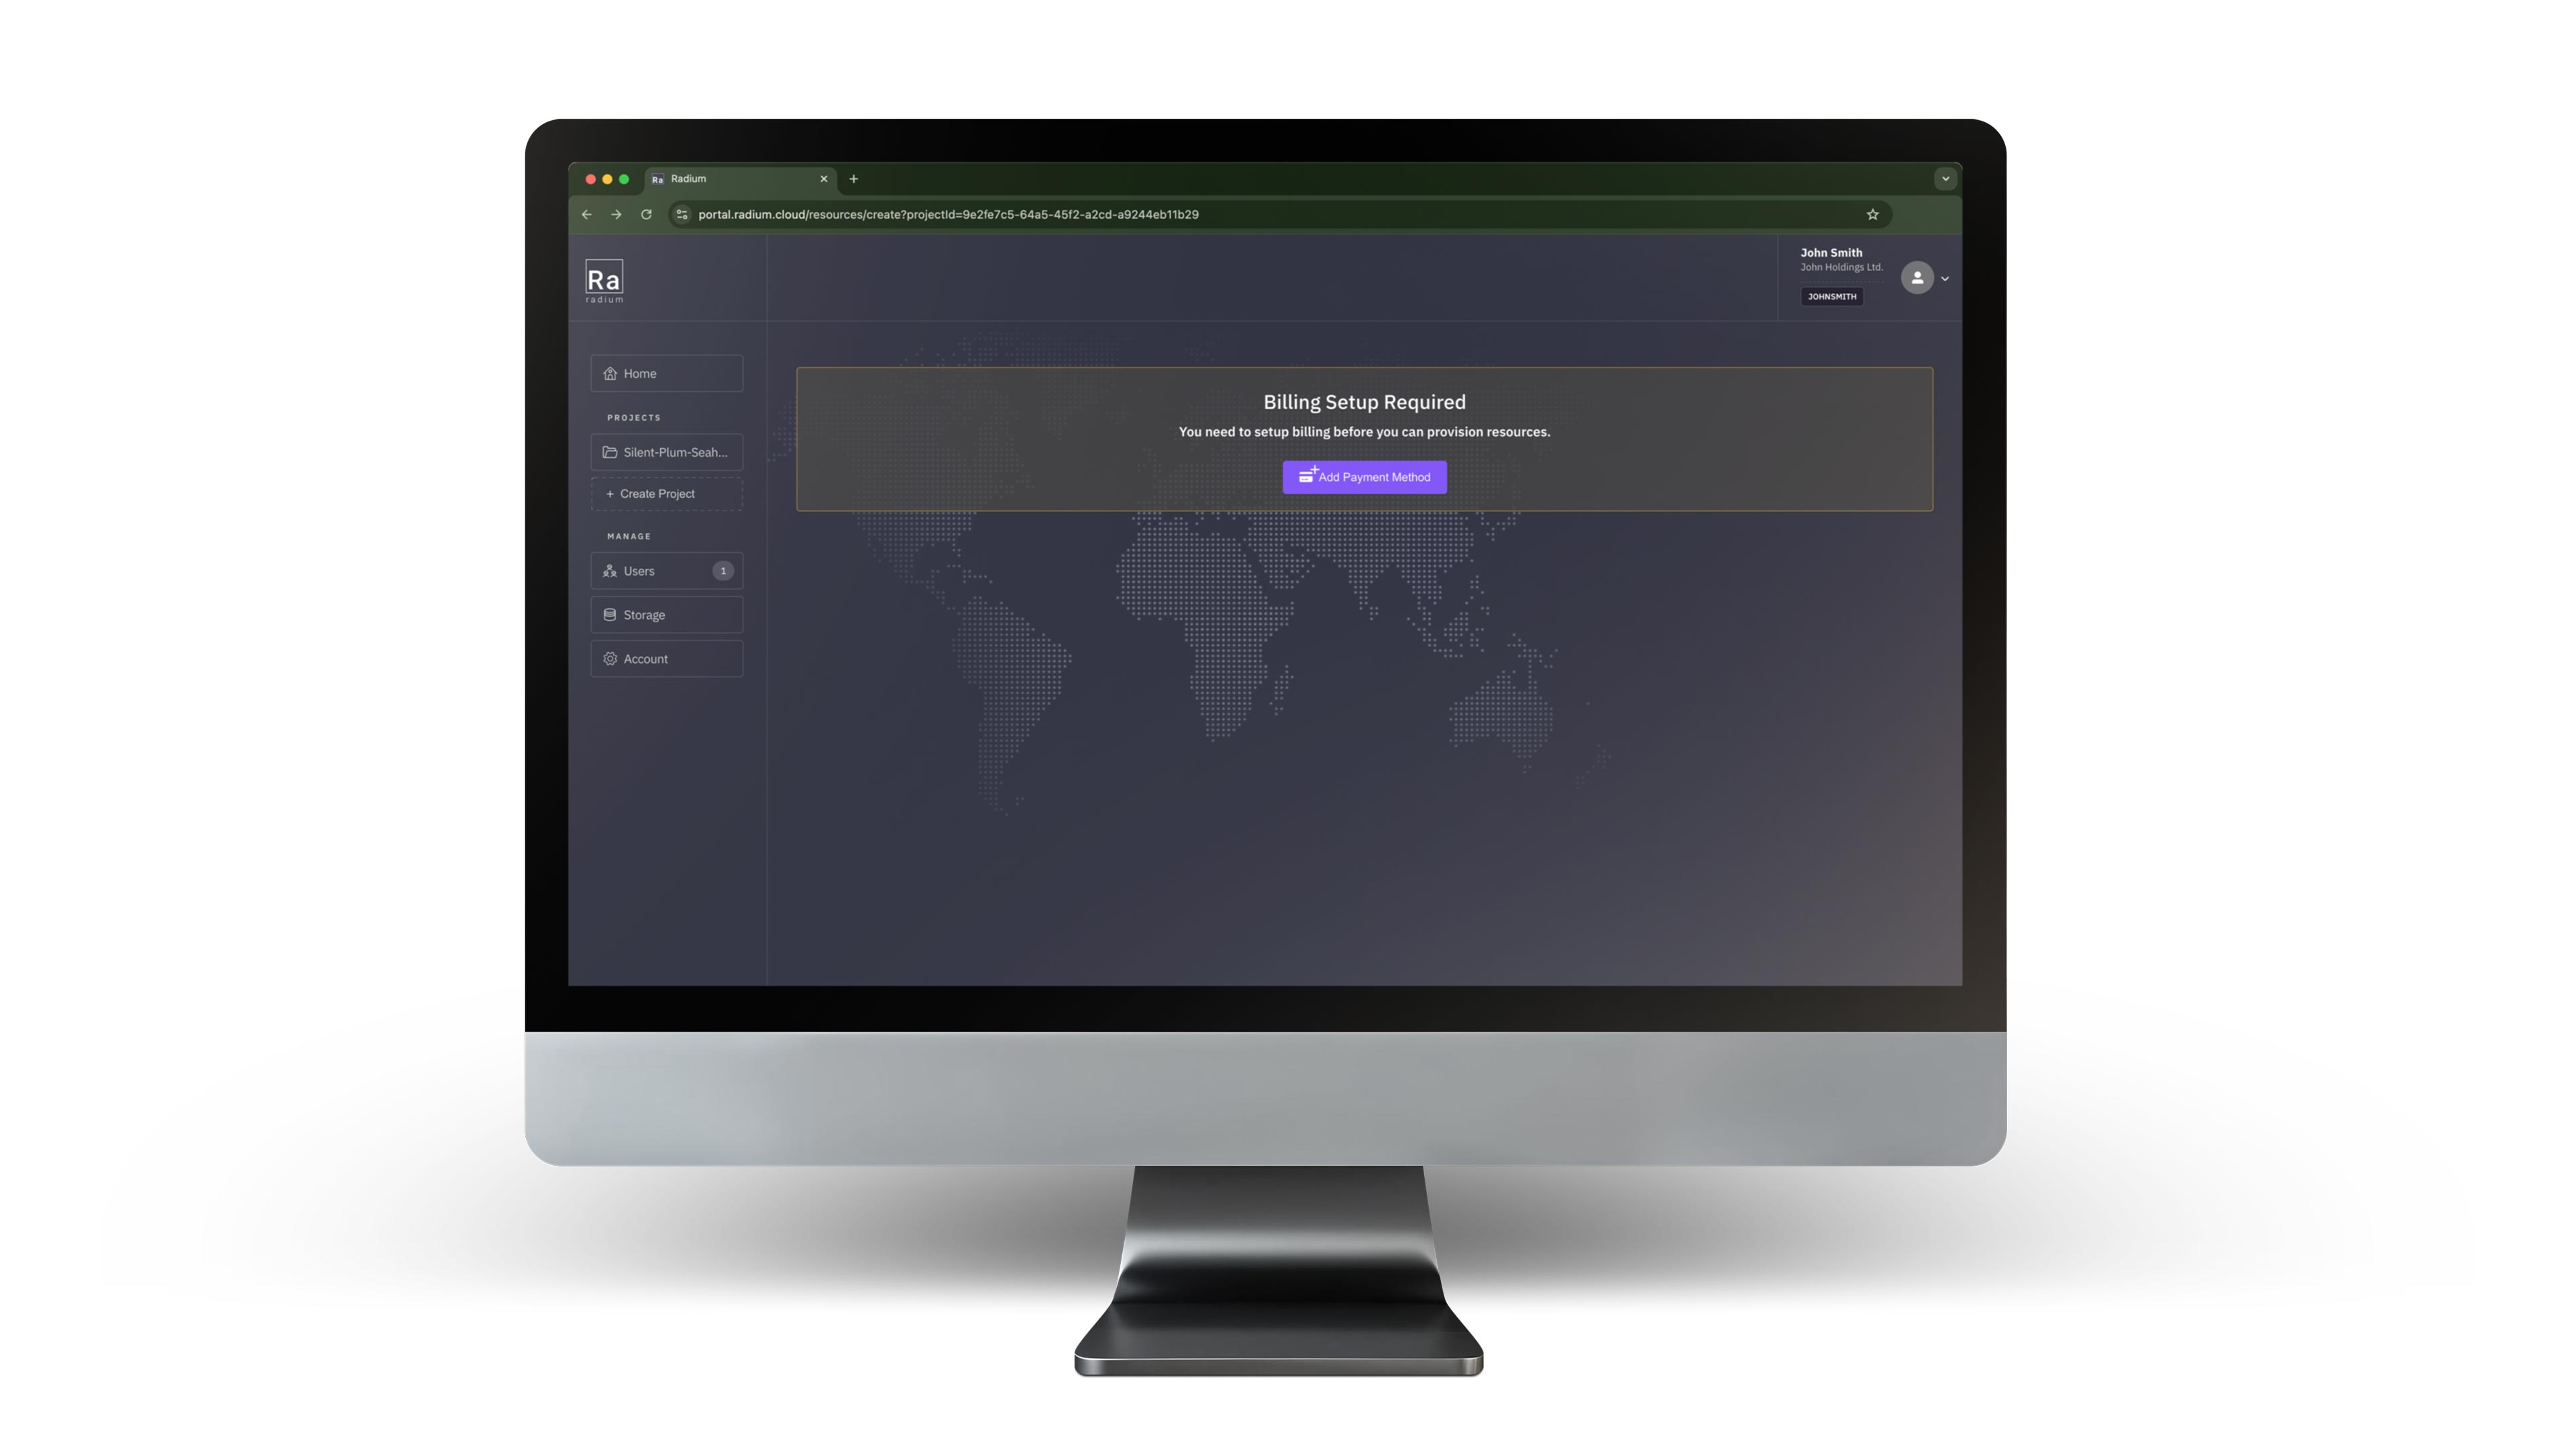 Ra Radium
portal.radium.cloud/resources/create?projectId=9e2fe7c5-64a5-45f2-a2cd-a9244eb11b29
Ra
radium
John Smith
John Holdings Ltd.
JOHNSMITH
Home
PROJECTS
Silent-Plum-Seah...
+ Create Project
MANAGE
Users 1
Storage
Account
Billing Setup Required
You need to setup billing before you can provision resources.
Add Payment Method